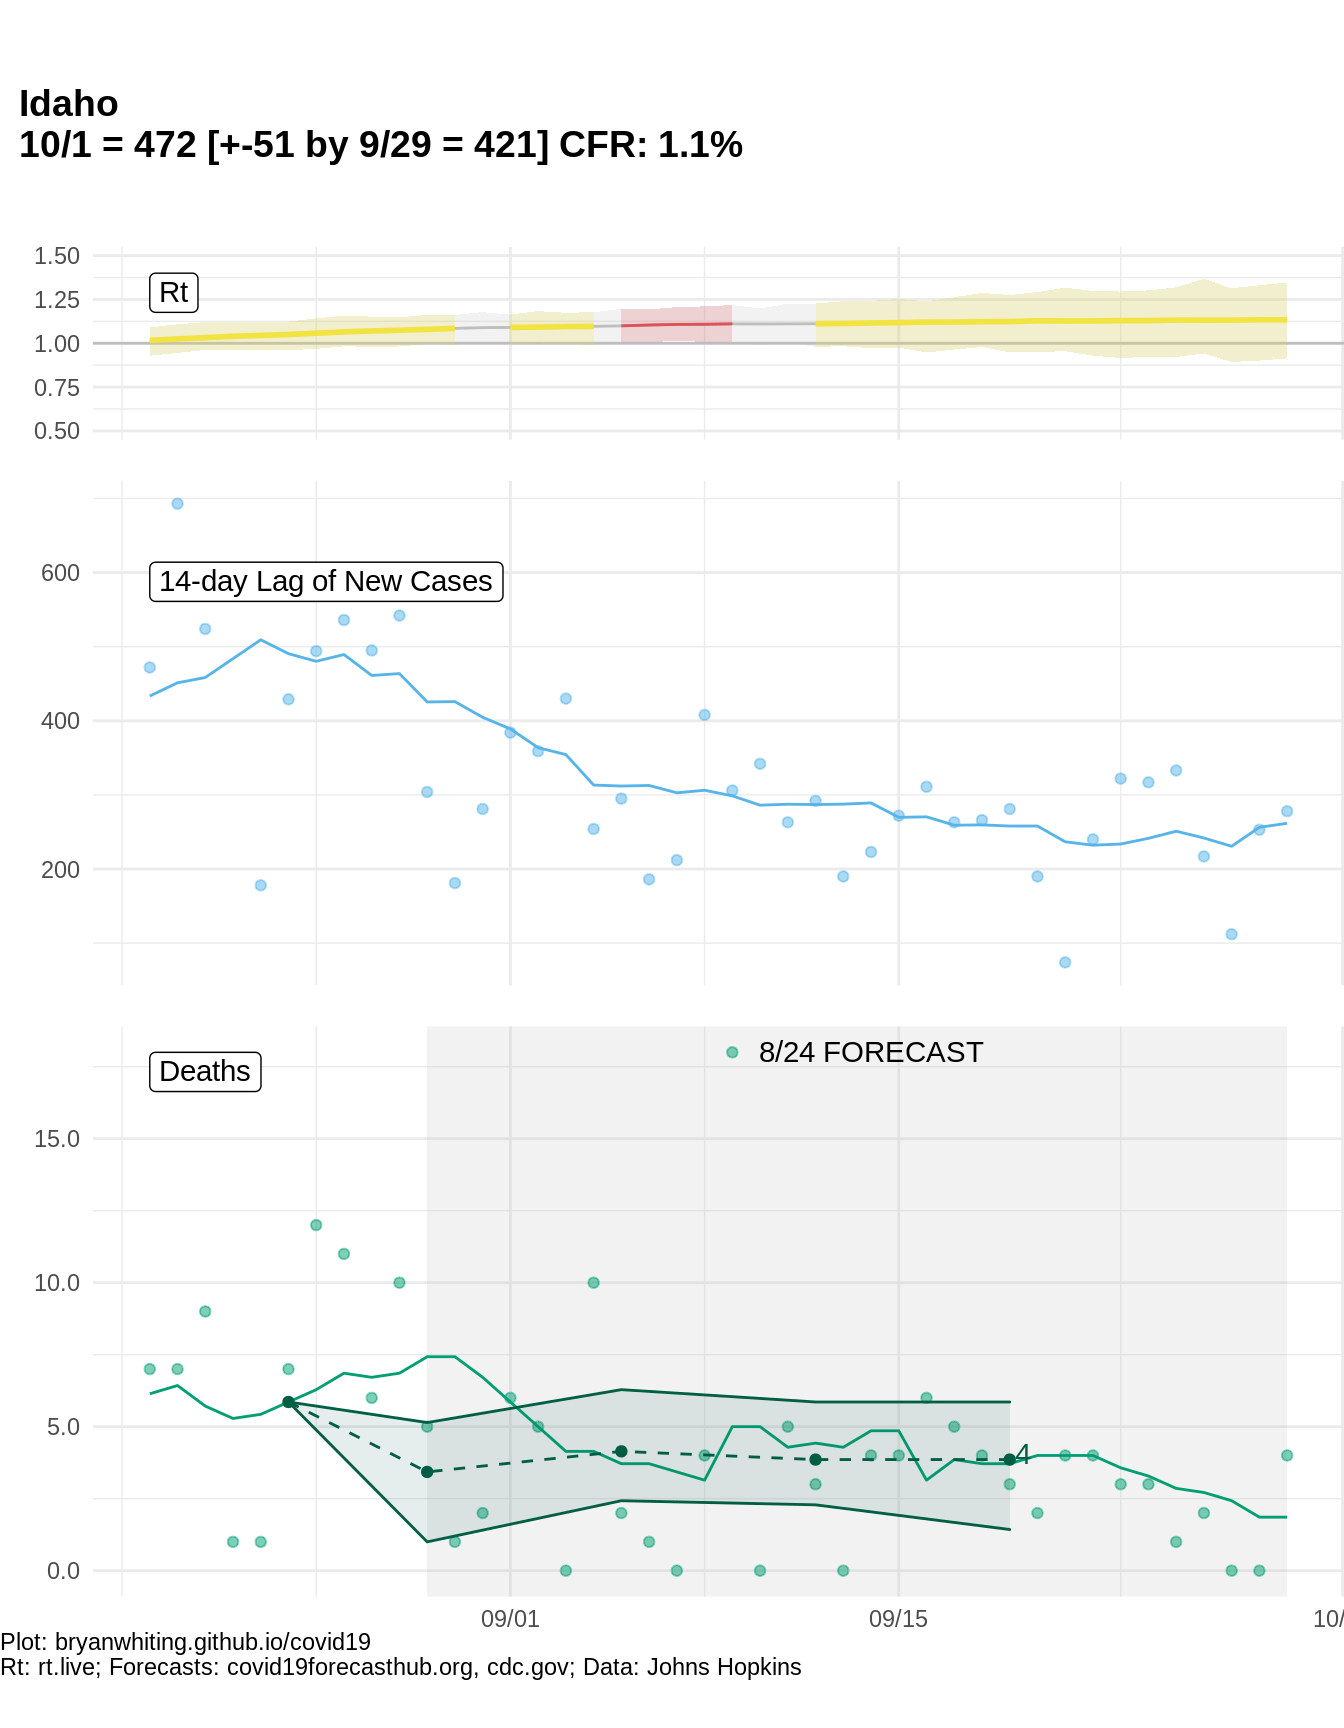 Idaho
10/1 = 472 [+-51 by 9/29 = 421] CFR: 1.1%
1.50
1.25
1.00
0.75
0.50
Rt
600
400
200
14-day Lag of New Cases
8/24 FORECAST
Deaths
15.0
10.0
5.0
0.0
4
09/01
09/15
10/
Plot: bryanwhiting.github.io/covid19
Rt: rt.live; Forecasts: covid19forecasthub.org, cdc.gov; Data: Johns Hopkins